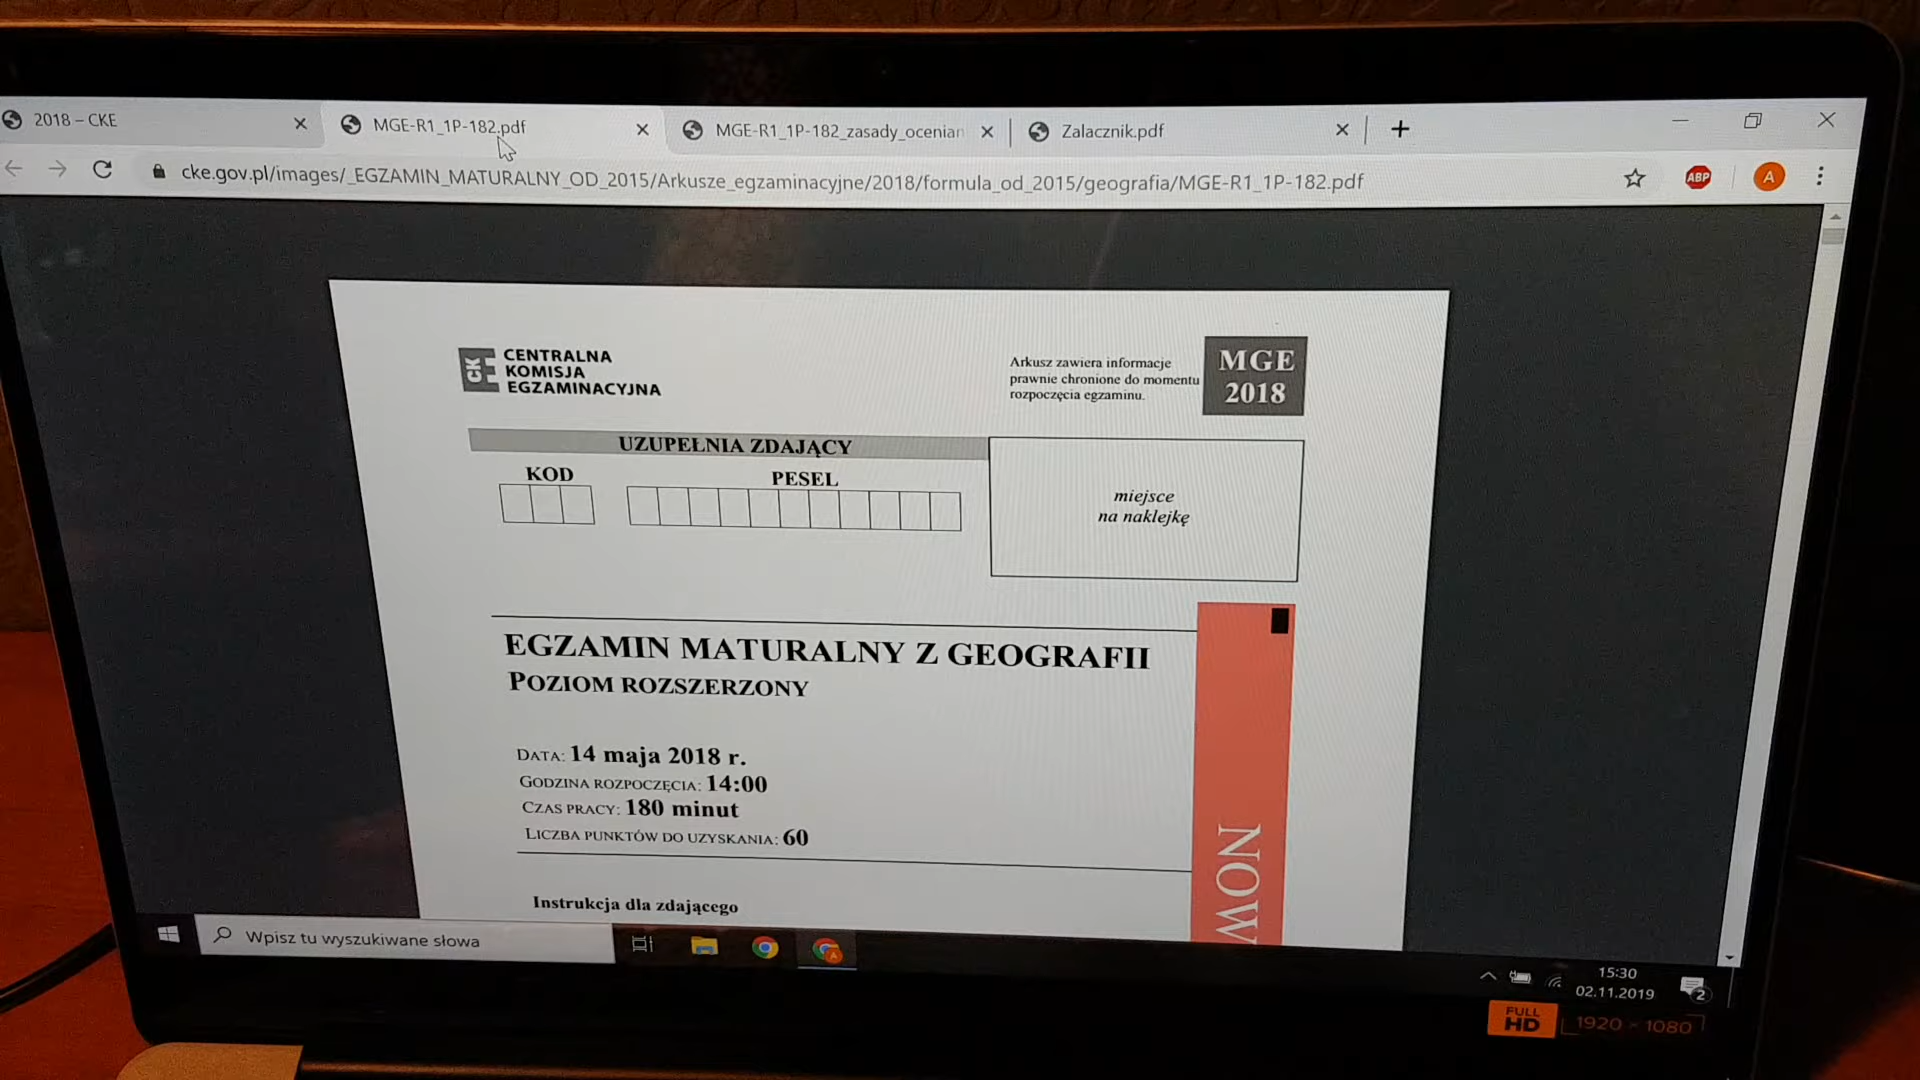 2018 – CKE
MGE-R1_1P-182.pdf
MGE-R1_1P-182_zasady_ocenian
Zalacznik.pdf
cke.gov.pl/images/_EGZAMIN_MATURALNY_OD_2015/Arkusze_egzaminacyjne/2018/formula_od_2015/geografia/MGE-R1_1P-182.pdf
ABP
A
CKE
CENTRALNA
KOMISJA
EGZAMINACYJNA
Arkusz zawiera informacje
prawnie chronione do momentu
rozpoczęcia egzaminu.
MGE
2018
UZUPEŁNIA ZDAJĄCY
KOD
PESEL
miejsce
na naklejkę
EGZAMIN MATURALNY Z GEOGRAFII
POZIOM ROZSZERZONY
DATA: 14 maja 2018 r.
GODZINA ROZPOCZĘCIA: 14:00
CZAS PRACY: 180 minut
LICZBA PUNKTÓW DO UZYSKANIA: 60
Instrukcja dla zdającego
NOW
Wpisz tu wyszukiwane słowa
A
15:30
02.11.2019
2
FULL
HD
1920 × 1080